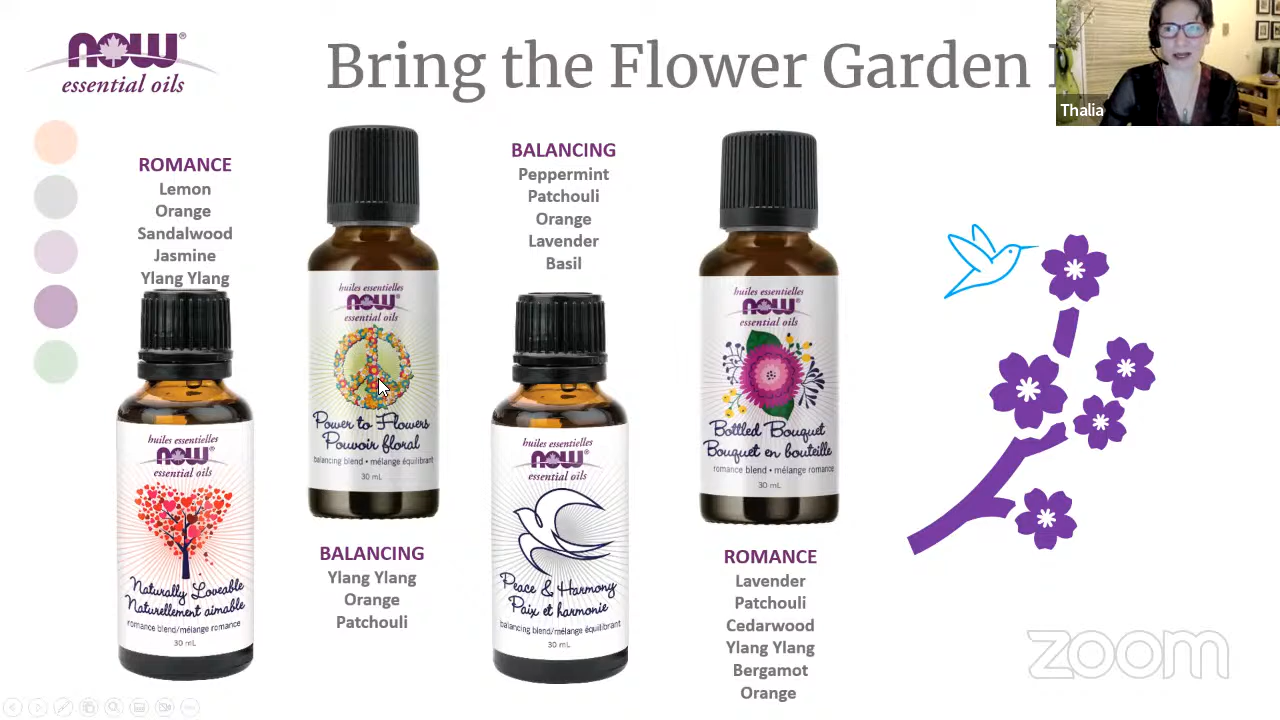 now®
essential oils
Bring the Flower Garden
Thalia
ROMANCE
Lemon
Orange
Sandalwood
Jasmine
Ylang Ylang
huiles essentielles
now®
essential oils
Naturally Loveable
Naturellement aimable
romance blend/mélange romance
30 mL
huiles essentielles
now®
essential oils
Power to Flowers
Pouvoir floral
balancing blend • mélange équilibrant
30 mL
BALANCING
Ylang Ylang
Orange
Patchouli
BALANCING
Peppermint
Patchouli
Orange
Lavender
Basil
huiles essentielles
now®
essential oils
Peace & Harmony
Paix et harmonie
balancing blend/mélange équilibrant
30 mL
huiles essentielles
now®
essential oils
Bottled Bouquet
Bouquet en bouteille
romance blend • mélange romance
30 mL
ROMANCE
Lavender
Patchouli
Cedarwood
Ylang Ylang
Bergamot
Orange
zoom